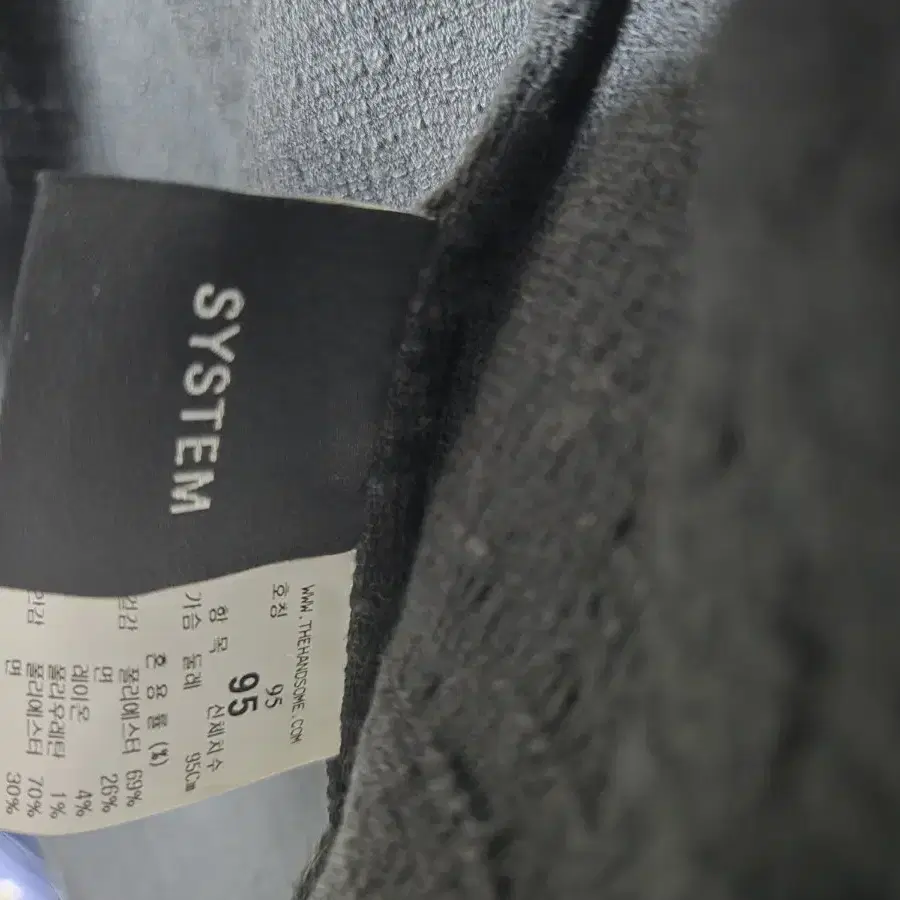 SYSTEM
WWW.THEHANDSOME.COM
호칭 95
95
항목 신체치수
가슴둘레 95Cm
혼 용 률 (%)
겉감 폴리에스터 69%
면 26%
레이온 4%
폴리우레탄 1%
안감 폴리에스터 70%
면 30%